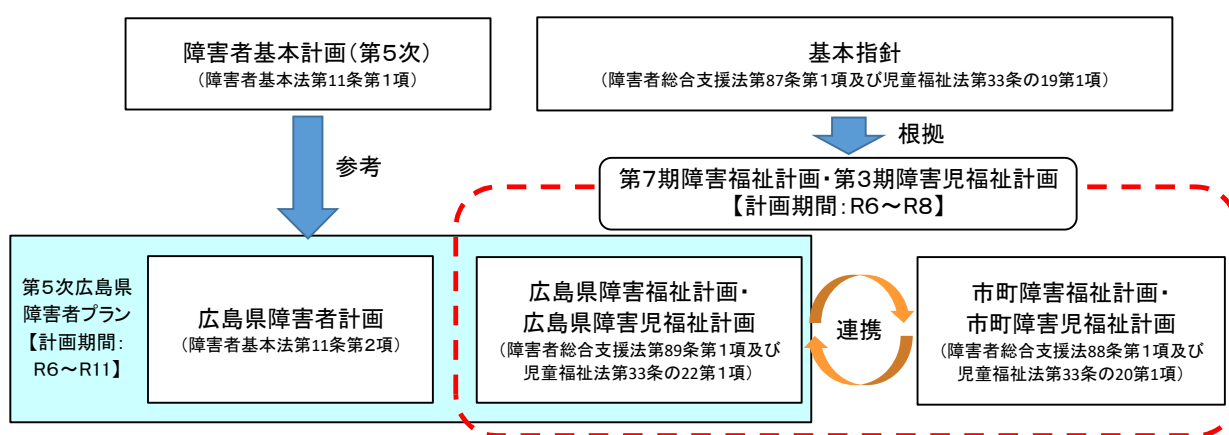 障害者基本計画(第5次)
(障害者基本法第11条第1項)
基本指針
(障害者総合支援法第87条第1項及び児童福祉法第33条の19第1項)
参考
根拠
第7期障害福祉計画・第3期障害児福祉計画
【計画期間:R6~R8】
第5次広島県
障害者プラン
【計画期間:
R6~R11】
広島県障害者計画
(障害者基本法第11条第2項)
広島県障害福祉計画・
広島県障害児福祉計画
(障害者総合支援法第89条第1項及び
児童福祉法第33条の22第1項)
連携
市町障害福祉計画・
市町障害児福祉計画
(障害者総合支援法88条第1項及び
児童福祉法第33条の20第1項)